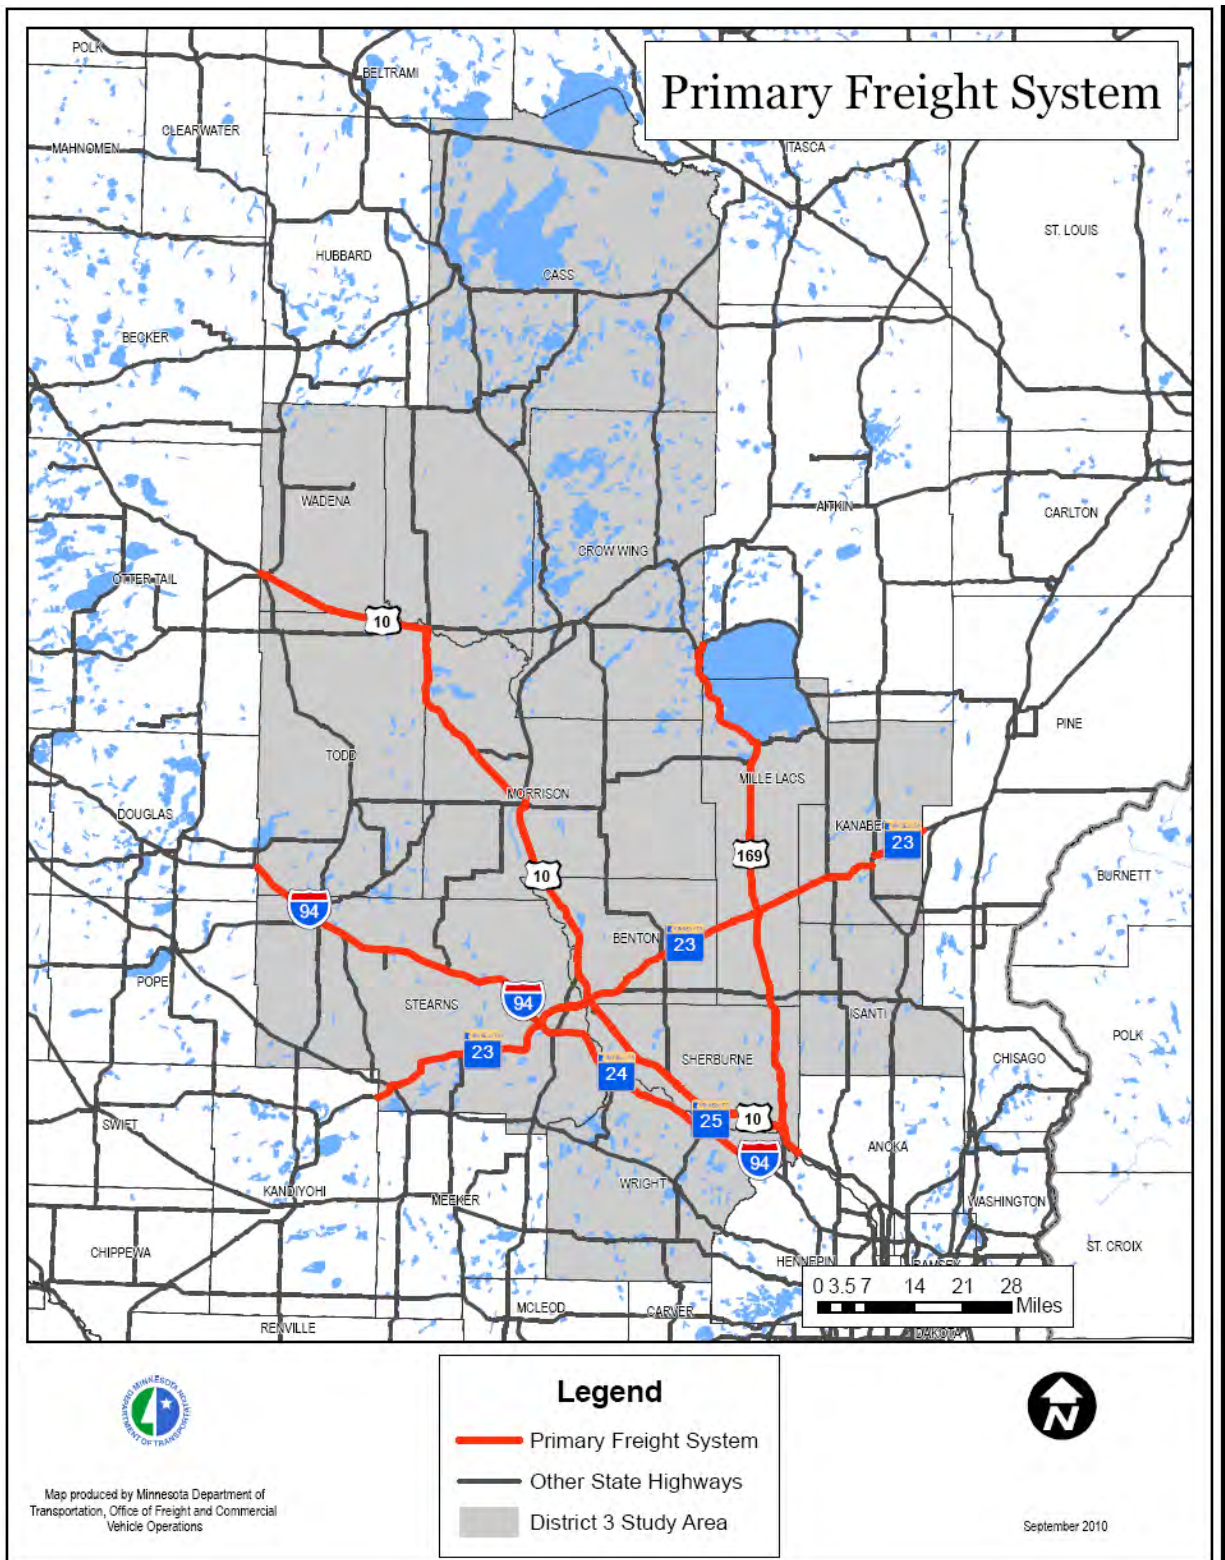 Primary Freight System
POLK
BELTRAMI
CLEARWATER
MAHNOMEN
ITASCA
ST. LOUIS
HUBBARD
CASS
BECKER
WADENA
AITKIN
CARLTON
CROW WING
OTTER TAIL
10
PINE
TODD
MILLE LACS
MORRISON
DOUGLAS
KANABEC
23
169
10
BURNETT
94
BENTON
23
POPE
94
STEARNS
ISANTI
POLK
23
SHERBURNE
CHISAGO
24
25
10
SWIFT
ANOKA
94
WRIGHT
KANDIYOHI
MEEKER
WASHINGTON
CHIPPEWA
HENNEPIN
RAMSEY
ST. CROIX
0 3.5 7 14 21 28
Miles
MCLEOD
CARVER
RENVILLE
DAKOTA
MINNESOTA
DEPARTMENT OF TRANSPORTATION
Legend
Primary Freight System
Other State Highways
District 3 Study Area
N
Map produced by Minnesota Department of
Transportation, Office of Freight and Commercial
Vehicle Operations
September 2010